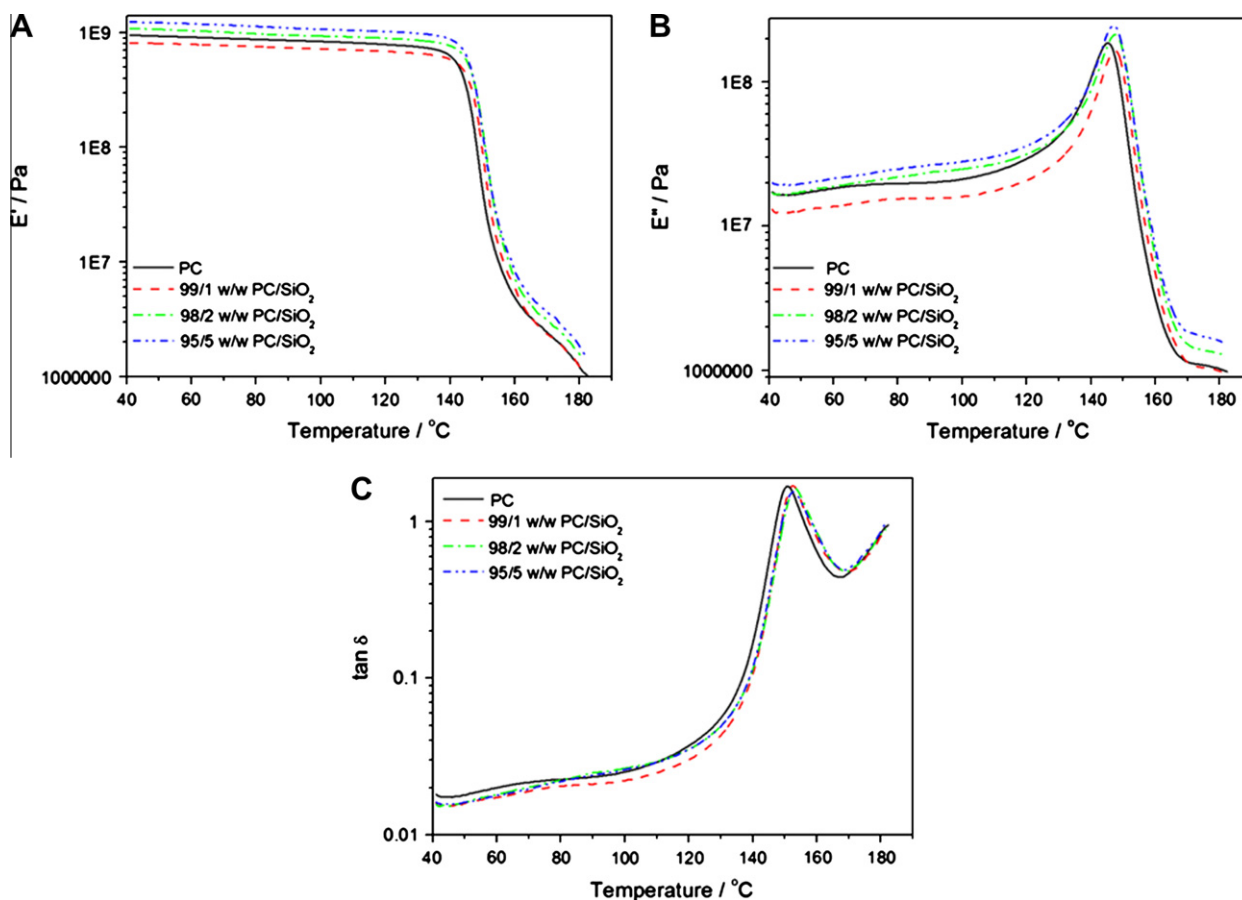 A
1E9
1E8
1E7
1000000
E' / Pa
PC
99/1 w/w PC/SiO₂
98/2 w/w PC/SiO₂
95/5 w/w PC/SiO₂
40 60 80 100 120 140 160 180
Temperature / °C
B
1E8
1E7
1000000
E" / Pa
PC
99/1 w/w PC/SiO₂
98/2 w/w PC/SiO₂
95/5 w/w PC/SiO₂
40 60 80 100 120 140 160 180
Temperature / °C
C
1
0.1
0.01
tan δ
PC
99/1 w/w PC/SiO₂
98/2 w/w PC/SiO₂
95/5 w/w PC/SiO₂
40 60 80 100 120 140 160 180
Temperature / °C